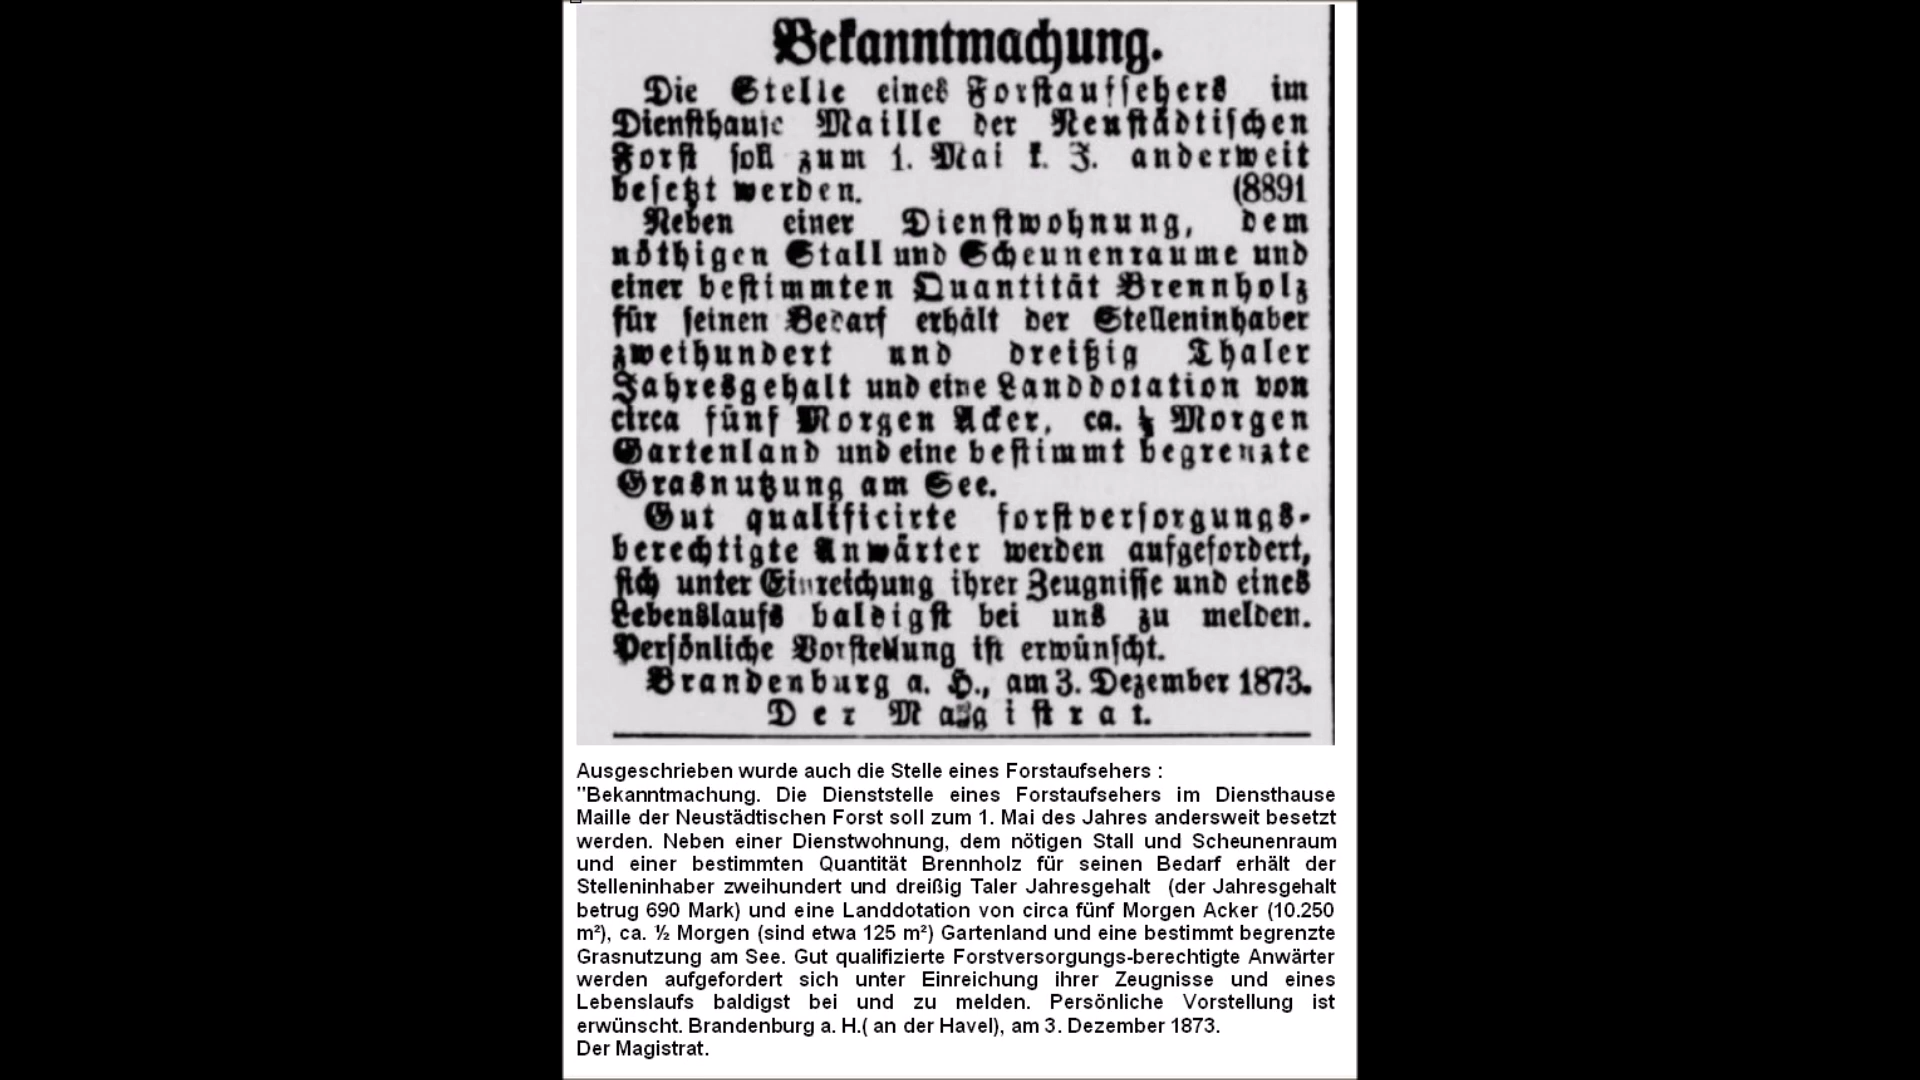 Bekanntmachung.
Die Stelle eines Forstaufsehers im
Diensthause Maille der Neustädtischen
Forst soll zum 1. Mai k. J. anderweit
besetzt werden. (8891
Neben einer Dienstwohnung, dem
nöthigen Stall und Scheunenraume und
einer bestimmten Quantität Brennholz
für seinen Bedarf erhält der Stelleninhaber
zweihundert und dreißig Thaler
Jahresgehalt und eine Landdotation von
circa fünf Morgen Acker, ca. ½ Morgen
Gartenland und eine bestimmt begrenzte
Grasnutzung am See.
Gut qualificirte forstversorgungs-
berechtigte Anwärter werden aufgefordert,
sich unter Einreichung ihrer Zeugnisse und eines
Lebenslaufs baldigst bei uns zu melden.
Persönliche Vorstellung ist erwünscht.
Brandenburg a. H., am 3. Dezember 1873.
Der Magistrat.
Ausgeschrieben wurde auch die Stelle eines Forstaufsehers :
"Bekanntmachung. Die Dienststelle eines Forstaufsehers im Diensthause
Maille der Neustädtischen Forst soll zum 1. Mai des Jahres andersweit besetzt
werden. Neben einer Dienstwohnung, dem nötigen Stall und Scheunenraum
und einer bestimmten Quantität Brennholz für seinen Bedarf erhält der
Stelleninhaber zweihundert und dreißig Taler Jahresgehalt (der Jahresgehalt
betrug 690 Mark) und eine Landdotation von circa fünf Morgen Acker (10.250
m²), ca. ½ Morgen (sind etwa 125 m²) Gartenland und eine bestimmt begrenzte
Grasnutzung am See. Gut qualifizierte Forstversorgungs-berechtigte Anwärter
werden aufgefordert sich unter Einreichung ihrer Zeugnisse und eines
Lebenslaufs baldigst bei und zu melden. Persönliche Vorstellung ist
erwünscht. Brandenburg a. H.( an der Havel), am 3. Dezember 1873.
Der Magistrat.